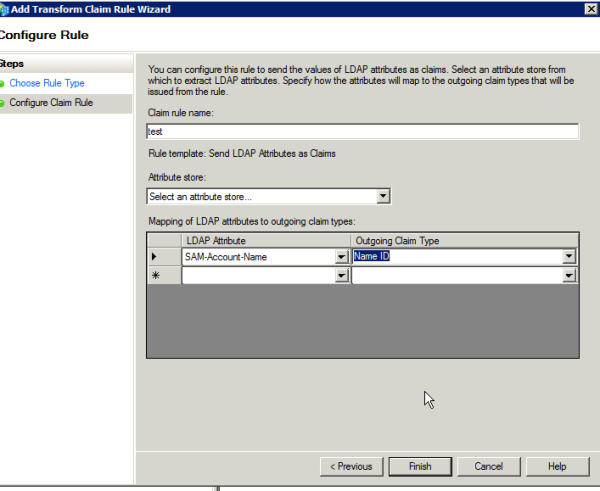 Add Transform Claim Rule Wizard
Configure Rule
Steps
Choose Rule Type
Configure Claim Rule
You can configure this rule to send the values of LDAP attributes as claims. Select an attribute store from
which to extract LDAP attributes. Specify how the attributes will map to the outgoing claim types that will be
issued from the rule.
Claim rule name:
test
Rule template: Send LDAP Attributes as Claims
Attribute store:
Select an attribute store...
Mapping of LDAP attributes to outgoing claim types:
LDAP Attribute Outgoing Claim Type
SAM-Account-Name Name ID
< Previous Finish Cancel Help